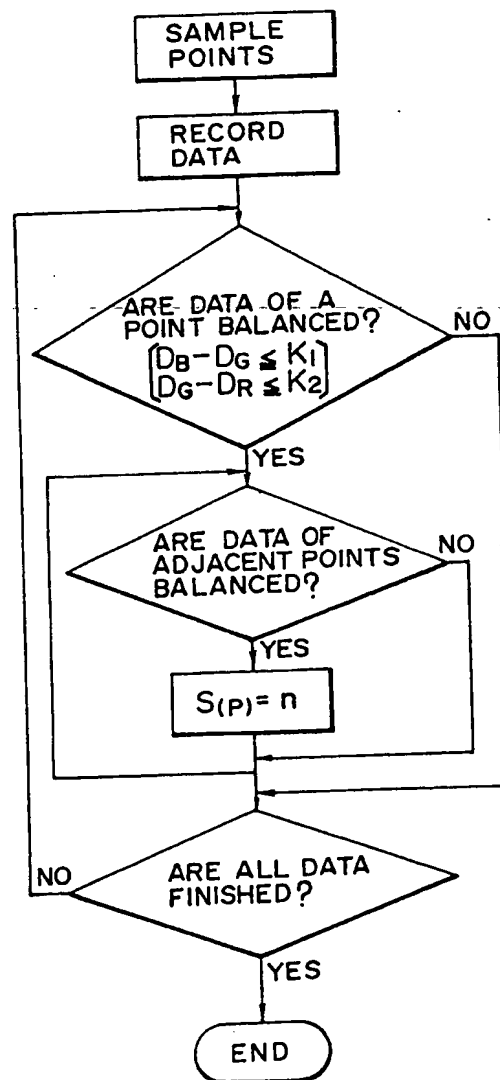 SAMPLE
POINTS
RECORD
DATA
ARE DATA OF A
POINT BALANCED?
NO
[DB-DG ≦ K1]
[DG-DR ≦ K2]
YES
ARE DATA OF
ADJACENT POINTS
BALANCED?
NO
YES
S(P)= n
ARE ALL DATA
FINISHED?
NO
YES
END